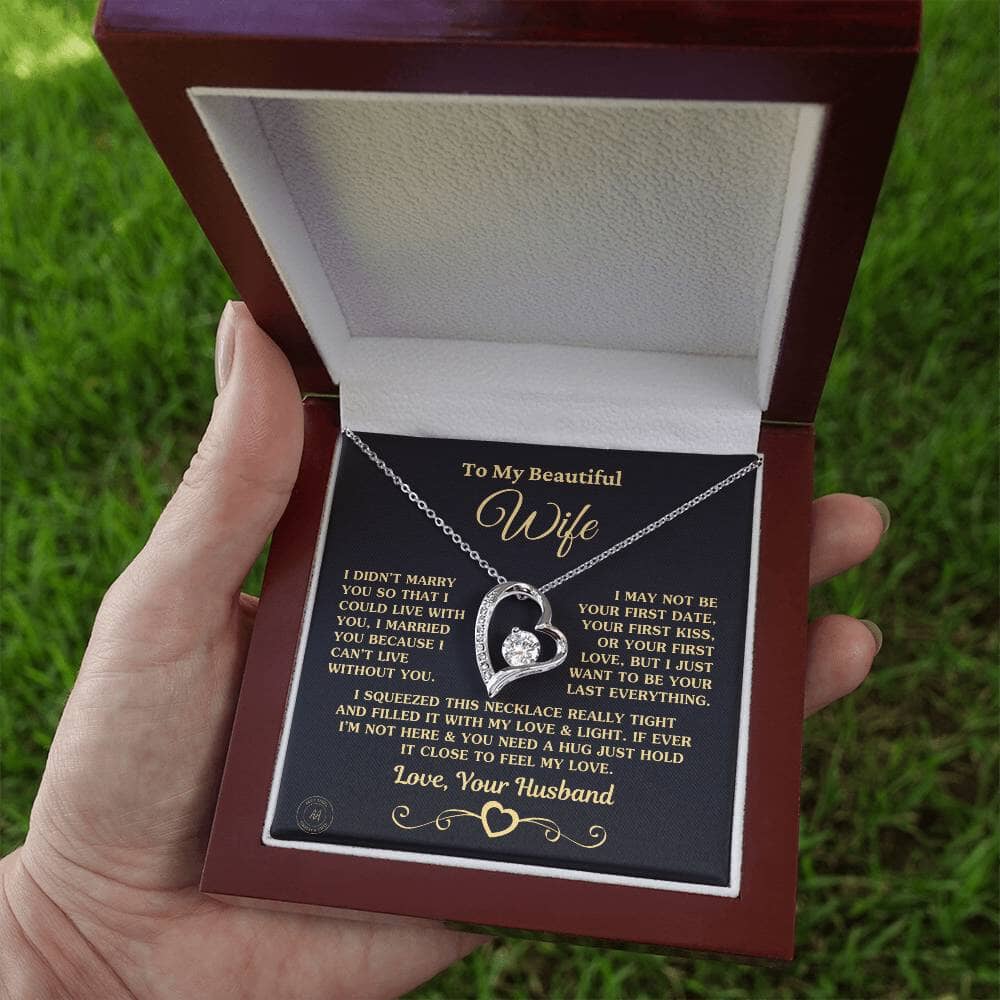 To My Beautiful
Wife
I DIDN'T MARRY
YOU SO THAT I
COULD LIVE WITH
YOU, I MARRIED
YOU BECAUSE I
CAN'T LIVE
WITHOUT YOU.
I MAY NOT BE
YOUR FIRST DATE,
YOUR FIRST KISS,
OR YOUR FIRST
LOVE, BUT I JUST
WANT TO BE YOUR
LAST EVERYTHING.
I SQUEEZED THIS NECKLACE REALLY TIGHT
AND FILLED IT WITH MY LOVE & LIGHT. IF EVER
I'M NOT HERE & YOU NEED A HUG JUST HOLD
IT CLOSE TO FEEL MY LOVE.
Love, Your Husband